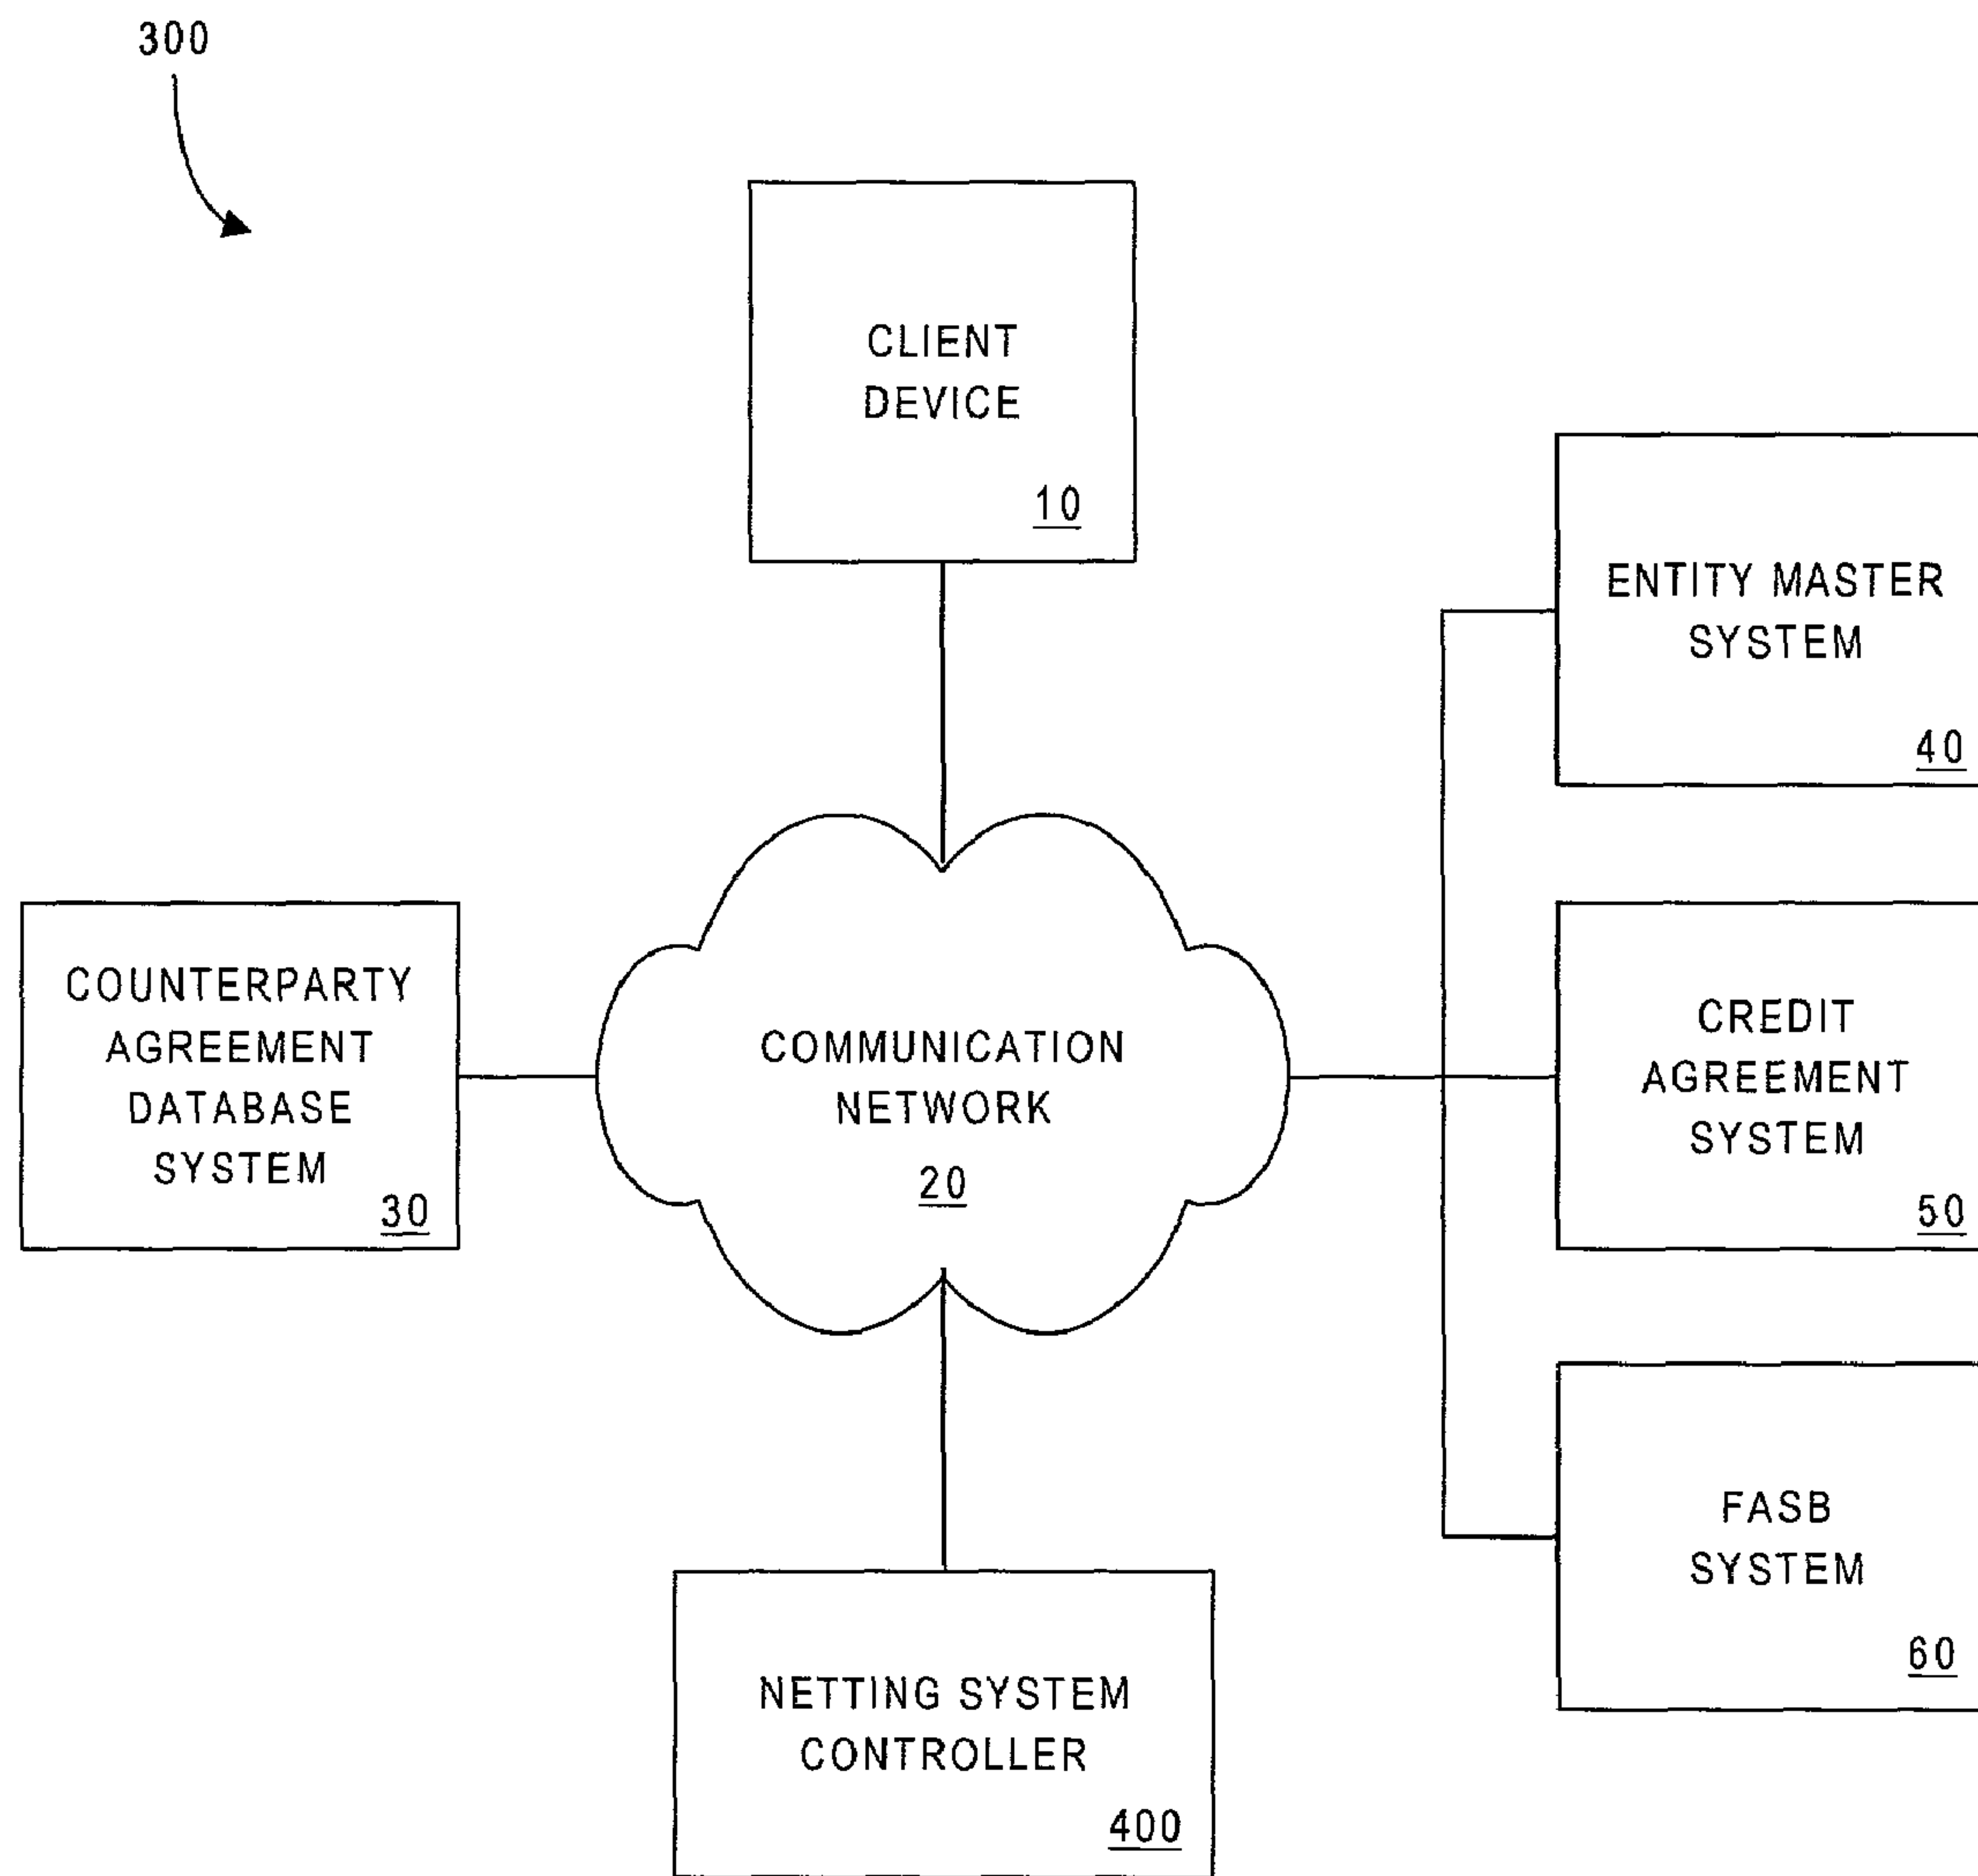 300
CLIENT
DEVICE
10
ENTITY MASTER
SYSTEM
40
COUNTERPARTY
AGREEMENT
DATABASE
SYSTEM
30
COMMUNICATION
NETWORK
20
CREDIT
AGREEMENT
SYSTEM
50
FASB
SYSTEM
60
NETTING SYSTEM
CONTROLLER
400